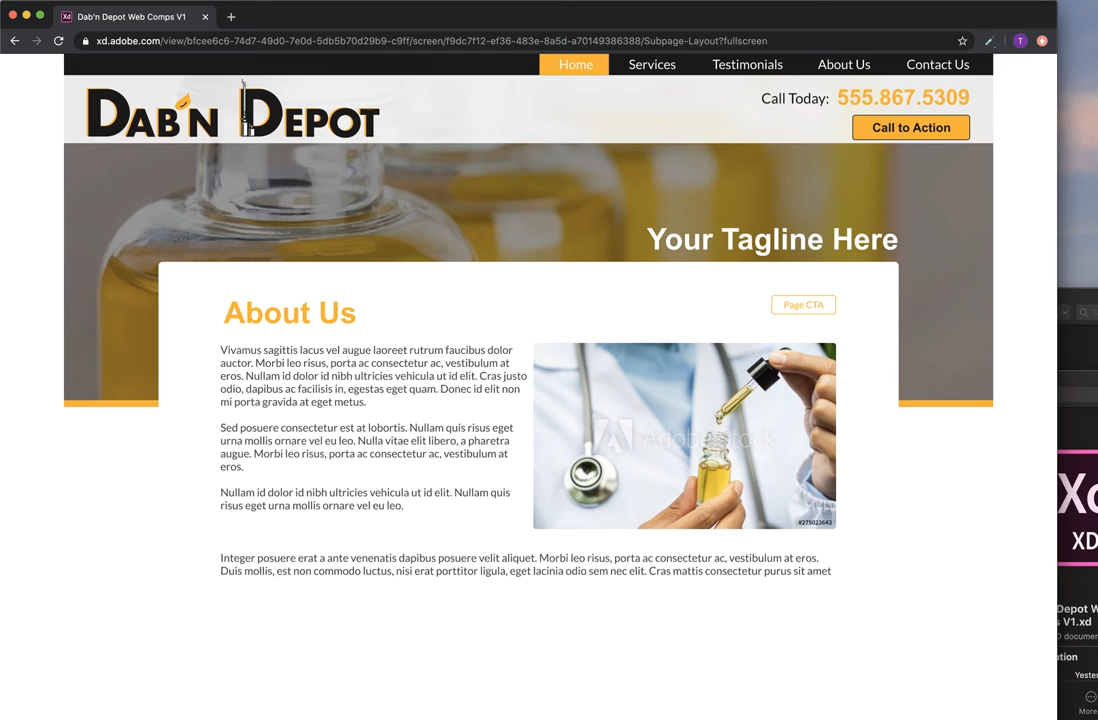 Xd Dab'n Depot Web Comps V1
xd.adobe.com/view/bfcee6c6-74d7-49d0-7e0d-5db5b70d29b9-c9ff/screen/f9dc7f12-ef36-483e-8a5d-a70149386388/Subpage-Layout?fullscreen
T
Home Services Testimonials About Us Contact Us
DAB'N DEPOT
Call Today: 555.867.5309
Call to Action
Your Tagline Here
About Us
Page CTA
Vivamus sagittis lacus vel augue laoreet rutrum faucibus dolor
auctor. Morbi leo risus, porta ac consectetur ac, vestibulum at
eros. Nullam id dolor id nibh ultricies vehicula ut id elit. Cras justo
odio, dapibus ac facilisis in, egestas eget quam. Donec id elit non
mi porta gravida at eget metus.
Sed posuere consectetur est at lobortis. Nullam quis risus eget
urna mollis ornare vel eu leo. Nulla vitae elit libero, a pharetra
augue. Morbi leo risus, porta ac consectetur ac, vestibulum at
eros.
Nullam id dolor id nibh ultricies vehicula ut id elit. Nullam quis
risus eget urna mollis ornare vel eu leo.
Adobe Stock
#275023643
Integer posuere erat a ante venenatis dapibus posuere velit aliquet. Morbi leo risus, porta ac consectetur ac, vestibulum at eros.
Duis mollis, est non commodo luctus, nisi erat porttitor ligula, eget lacinia odio sem nec elit. Cras mattis consectetur purus sit amet
X
XD
Depot W
s V1.xd
D documen
ation
Yester
More